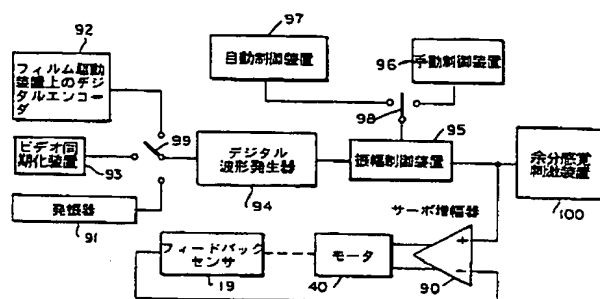 92
フィルム駆動
装置上のデジ
タルエンコー
ダ
97
自動制御装置
96
手動制御装置
98
99
ビデオ同
期化装置
93
デジタル
波形発生器
94
95
振幅制御装置
余分感覚
刺激装置
100
発振器
91
サーボ増幅器
フィードバック
センサ
19
モータ
40
+
−
90